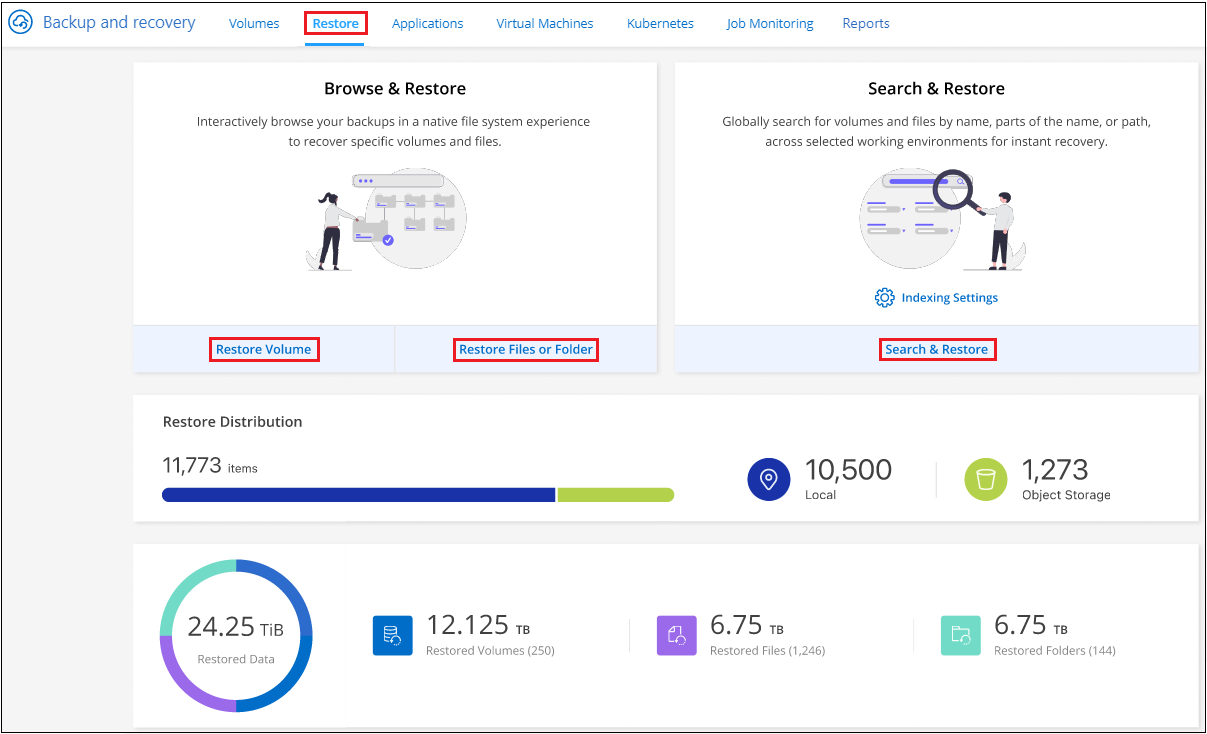 Backup and recovery
Volumes
Restore
Applications
Virtual Machines
Kubernetes
Job Monitoring
Reports
Browse & Restore
Interactively browse your backups in a native file system experience
to recover specific volumes and files.
Restore Volume
Restore Files or Folder
Search & Restore
Globally search for volumes and files by name, parts of the name, or path,
across selected working environments for instant recovery.
Indexing Settings
Search & Restore
Restore Distribution
11,773 items
10,500
Local
1,273
Object Storage
24.25 TiB
Restored Data
12.125 TB
Restored Volumes (250)
6.75 TB
Restored Files (1,246)
6.75 TB
Restored Folders (144)